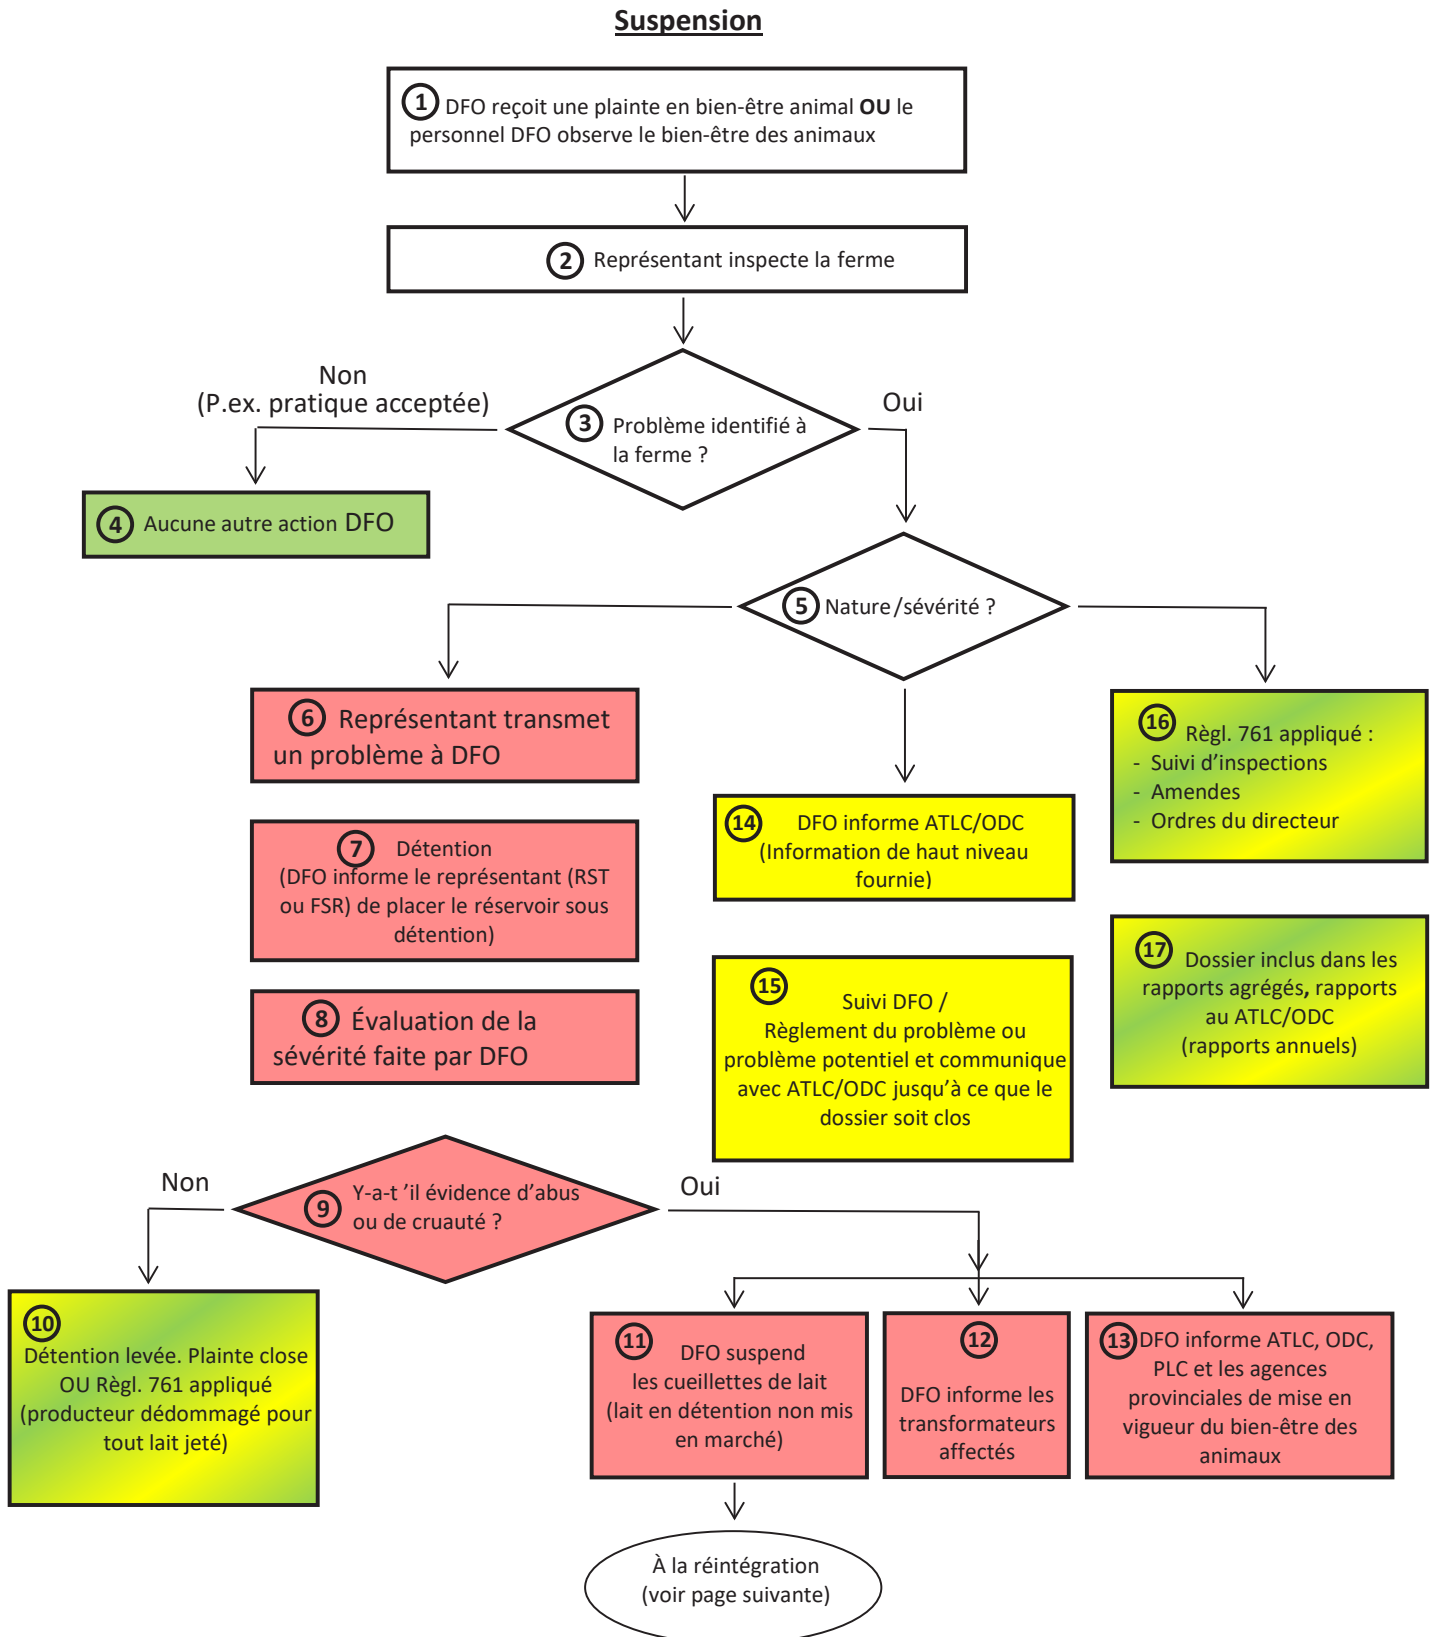 Suspension
1 DFO reçoit une plainte en bien-être animal OU le
personnel DFO observe le bien-être des animaux
2 Représentant inspecte la ferme
Non
(P.ex. pratique acceptée)
Oui
3 Problème identifié à
la ferme ?
4 Aucune autre action DFO
5 Nature/sévérité ?
6 Représentant transmet
un problème à DFO
7 Détention
(DFO informe le représentant (RST
ou FSR) de placer le réservoir sous
détention)
8 Évaluation de la
sévérité faite par DFO
14 DFO informe ATLC/ODC
(Information de haut niveau
fournie)
15
Suivi DFO /
Règlement du problème ou
problème potentiel et communique
avec ATLC/ODC jusqu’à ce que le
dossier soit clos
16
Règl. 761 appliqué :
- Suivi d’inspections
- Amendes
- Ordres du directeur
17
Dossier inclus dans les
rapports agrégés, rapports
au ATLC/ODC
(rapports annuels)
Non
Oui
9 Y-a-t ’il évidence d’abus
ou de cruauté ?
10
Détention levée. Plainte close
OU Règl. 761 appliqué
(producteur dédommagé pour
tout lait jeté)
11
DFO suspend
les cueillettes de lait
(lait en détention non mis
en marché)
12
DFO informe les
transformateurs
affectés
13 DFO informe ATLC, ODC,
PLC et les agences
provinciales de mise en
vigueur du bien-être des
animaux
À la réintégration
(voir page suivante)